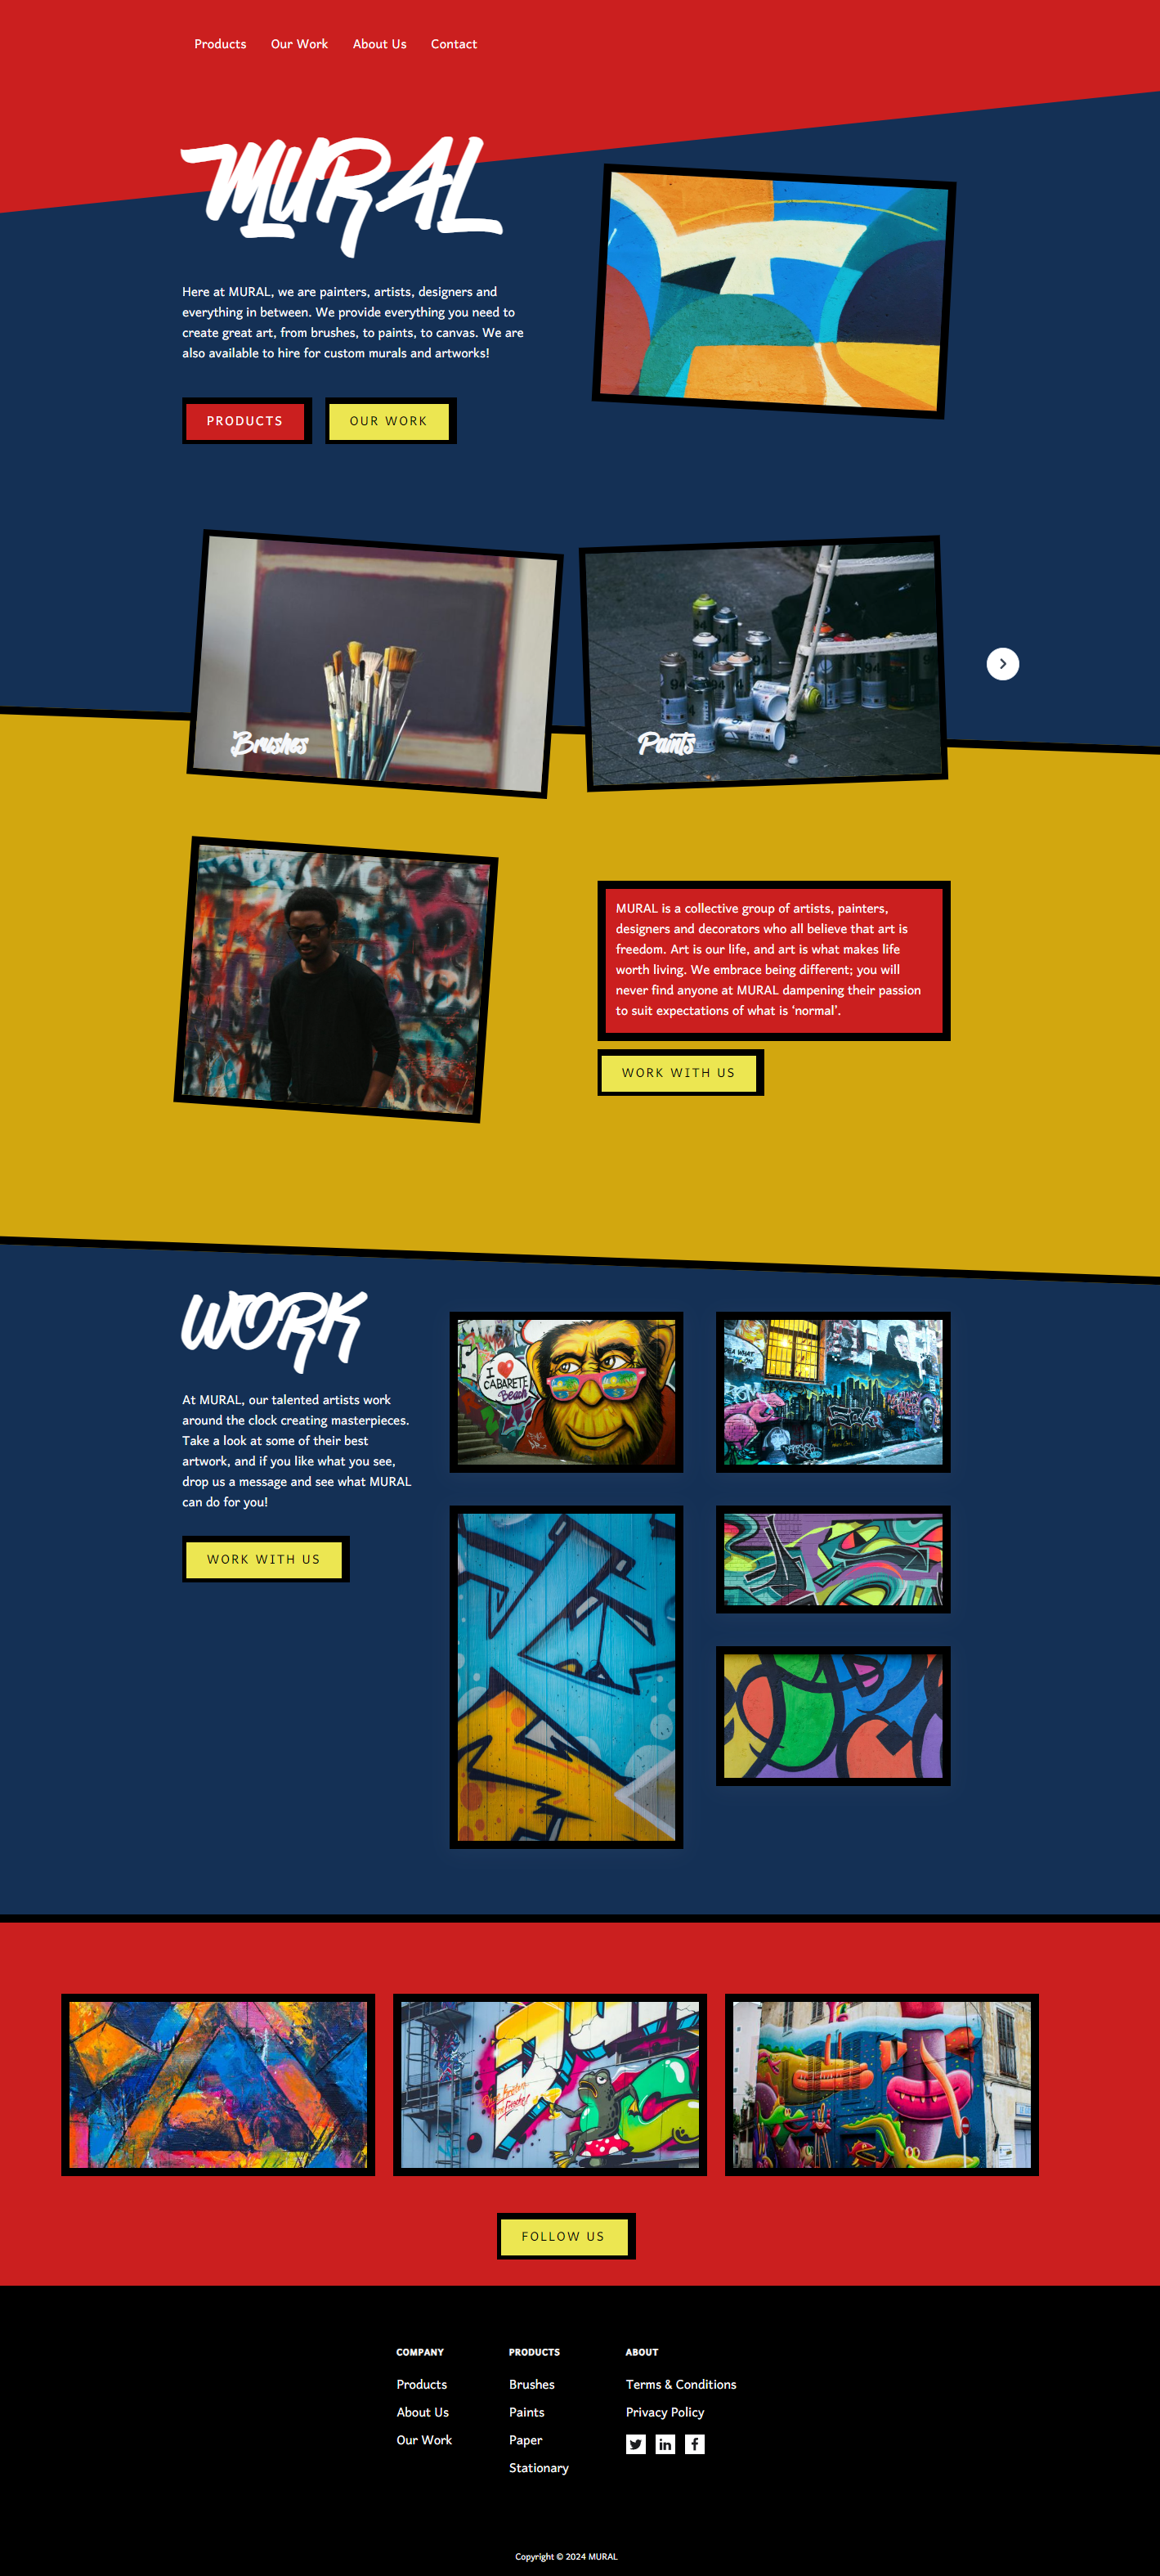 Products Our Work About Us Contact
MURAL
Here at MURAL, we are painters, artists, designers and
everything in between. We provide everything you need to
create great art, from brushes, to paints, to canvas. We are
also available to hire for custom murals and artworks!
PRODUCTS OUR WORK
Brushes
Paints
MURAL is a collective group of artists, painters,
designers and decorators who all believe that art is
freedom. Art is our life, and art is what makes life
worth living. We embrace being different; you will
never find anyone at MURAL dampening their passion
to suit expectations of what is ‘normal’.
WORK WITH US
WORK
At MURAL, our talented artists work
around the clock creating masterpieces.
Take a look at some of their best
artwork, and if you like what you see,
drop us a message and see what MURAL
can do for you!
WORK WITH US
I
CABARETE
Beach
FOLLOW US
COMPANY
Products
About Us
Our Work
PRODUCTS
Brushes
Paints
Paper
Stationary
ABOUT
Terms & Conditions
Privacy Policy
Copyright © 2024 MURAL